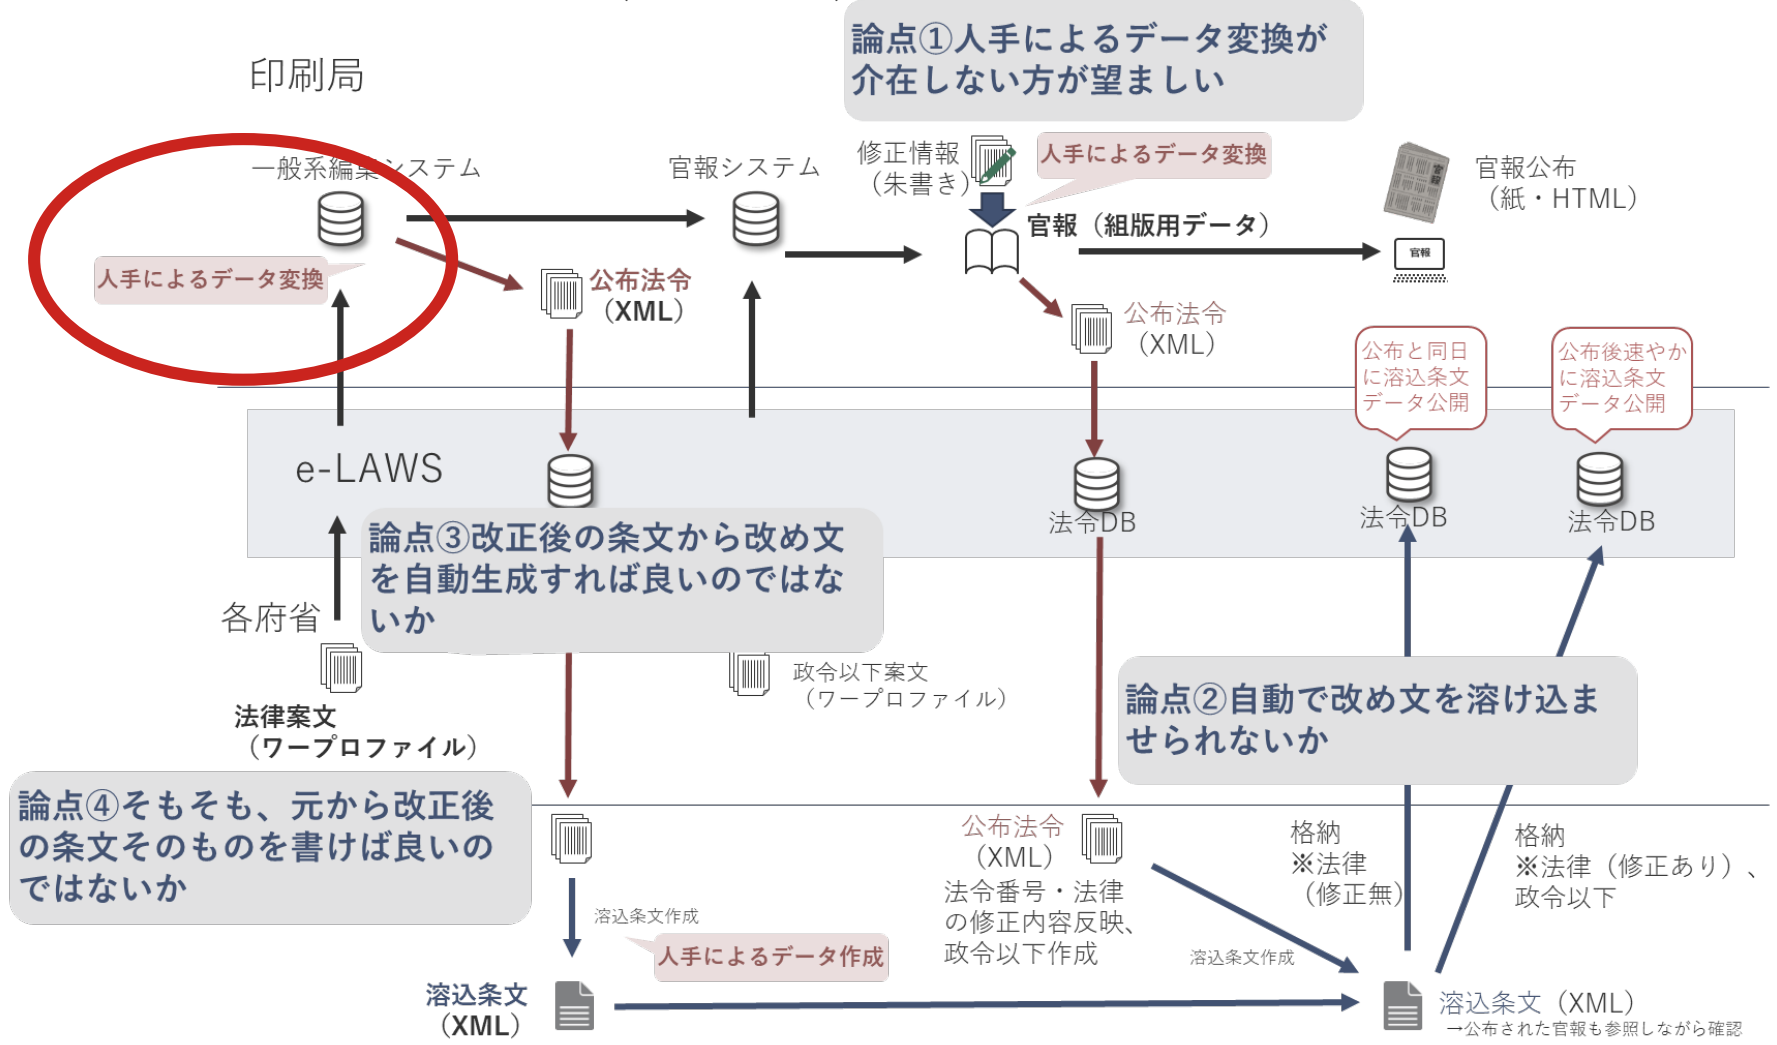 論点①人手によるデータ変換が
介在しない方が望ましい
印刷局
一般系編集システム
官報システム
修正情報
（朱書き）
人手によるデータ変換
官報
官報公布
（紙・HTML）
官報（組版用データ）
官報
人手によるデータ変換
公布法令
（XML）
公布法令
（XML）
公布と同日
に溶込条文
データ公開
公布後速やか
に溶込条文
データ公開
e-LAWS
法令DB
法令DB
法令DB
論点③改正後の条文から改め文
を自動生成すれば良いのではな
いか
各府省
法律案文
（ワープロファイル）
政令以下案文
（ワープロファイル）
論点②自動で改め文を溶け込ま
せられないか
論点④そもそも、元から改正後
の条文そのものを書けば良いの
ではないか
公布法令
（XML）
法令番号・法律
の修正内容反映、
政令以下作成
格納
※法律
（修正無）
格納
※法律（修正あり）、
政令以下
溶込条文作成
人手によるデータ作成
溶込条文作成
溶込条文
（XML）
溶込条文（XML）
→公布された官報も参照しながら確認